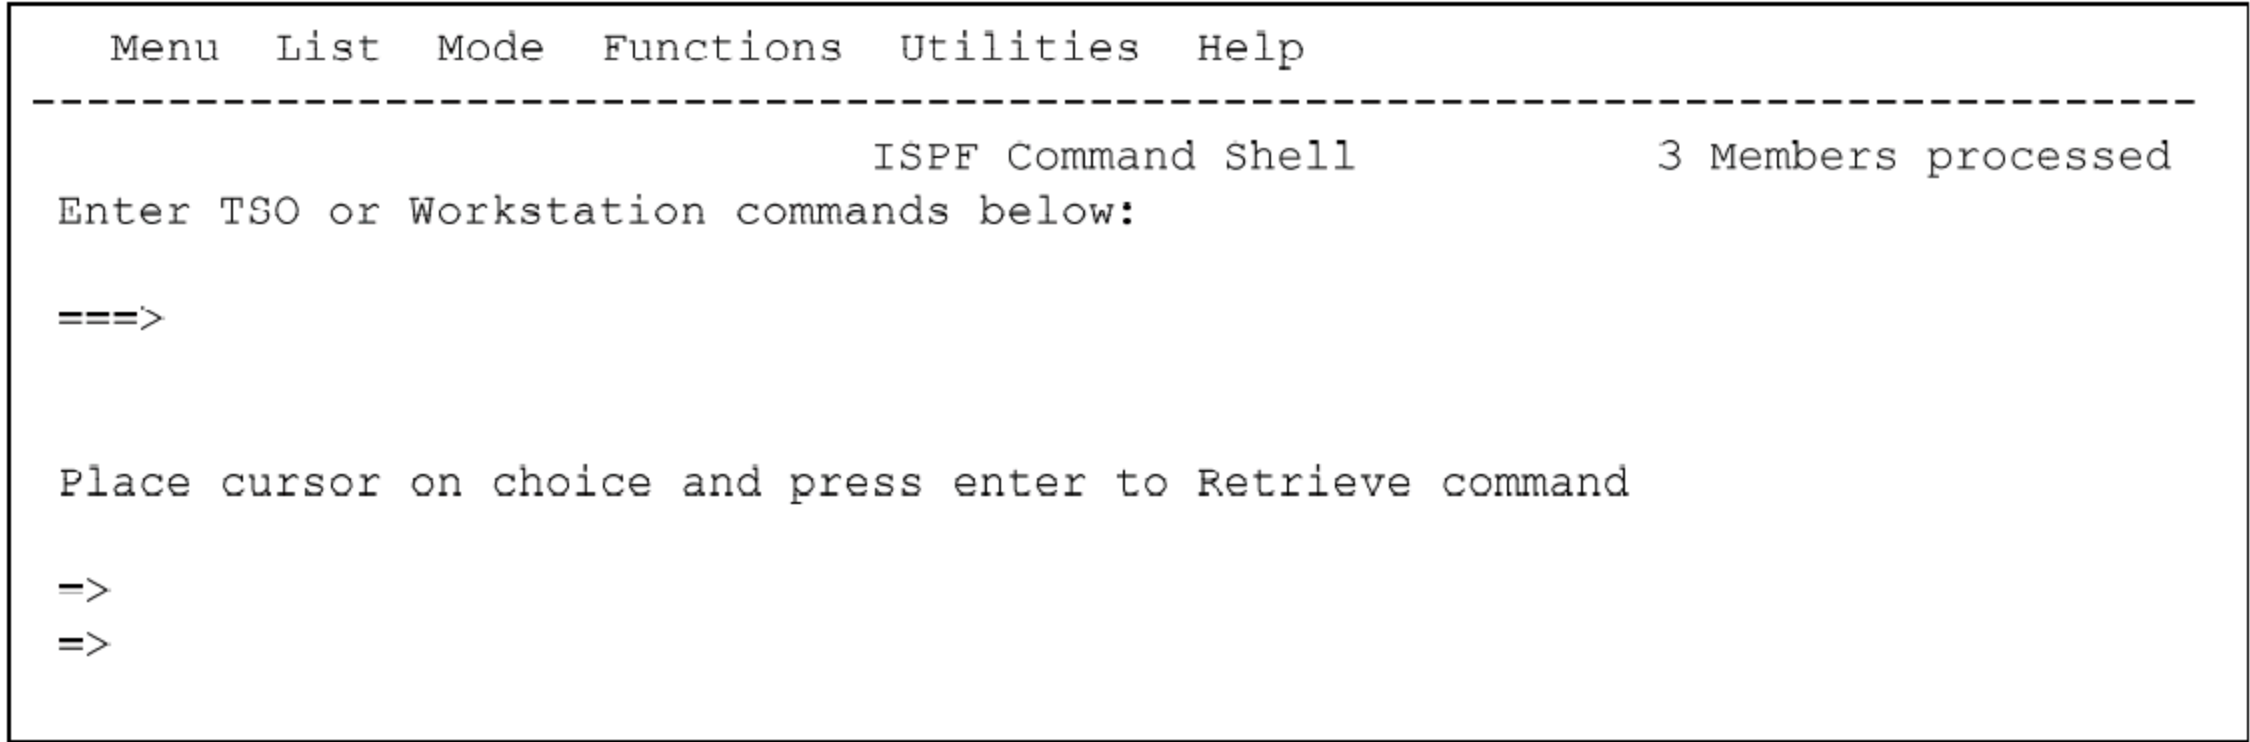 Menu List Mode Functions Utilities Help
--------------------------------------------------------------------------------
ISPF Command Shell 3 Members processed
Enter TSO or Workstation commands below:
===>
Place cursor on choice and press enter to Retrieve command
=>
=>